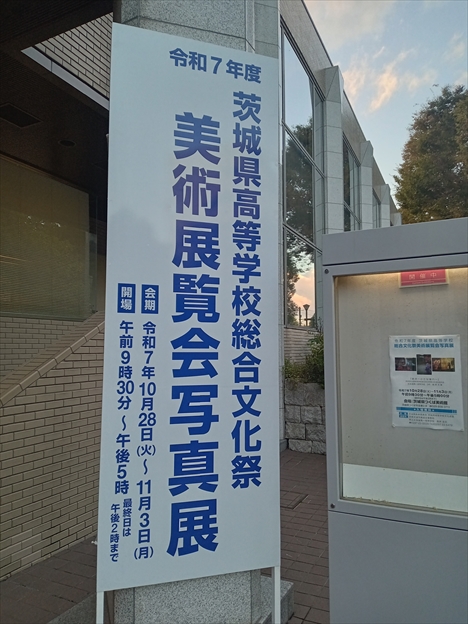 令和7年度
茨城県高等学校総合文化祭
美術展覧会写真展
会期 令和7年10月28日(火)～11月3日(月)
開場 午前9時30分～午後5時 最終日は
午後2時まで
開催中